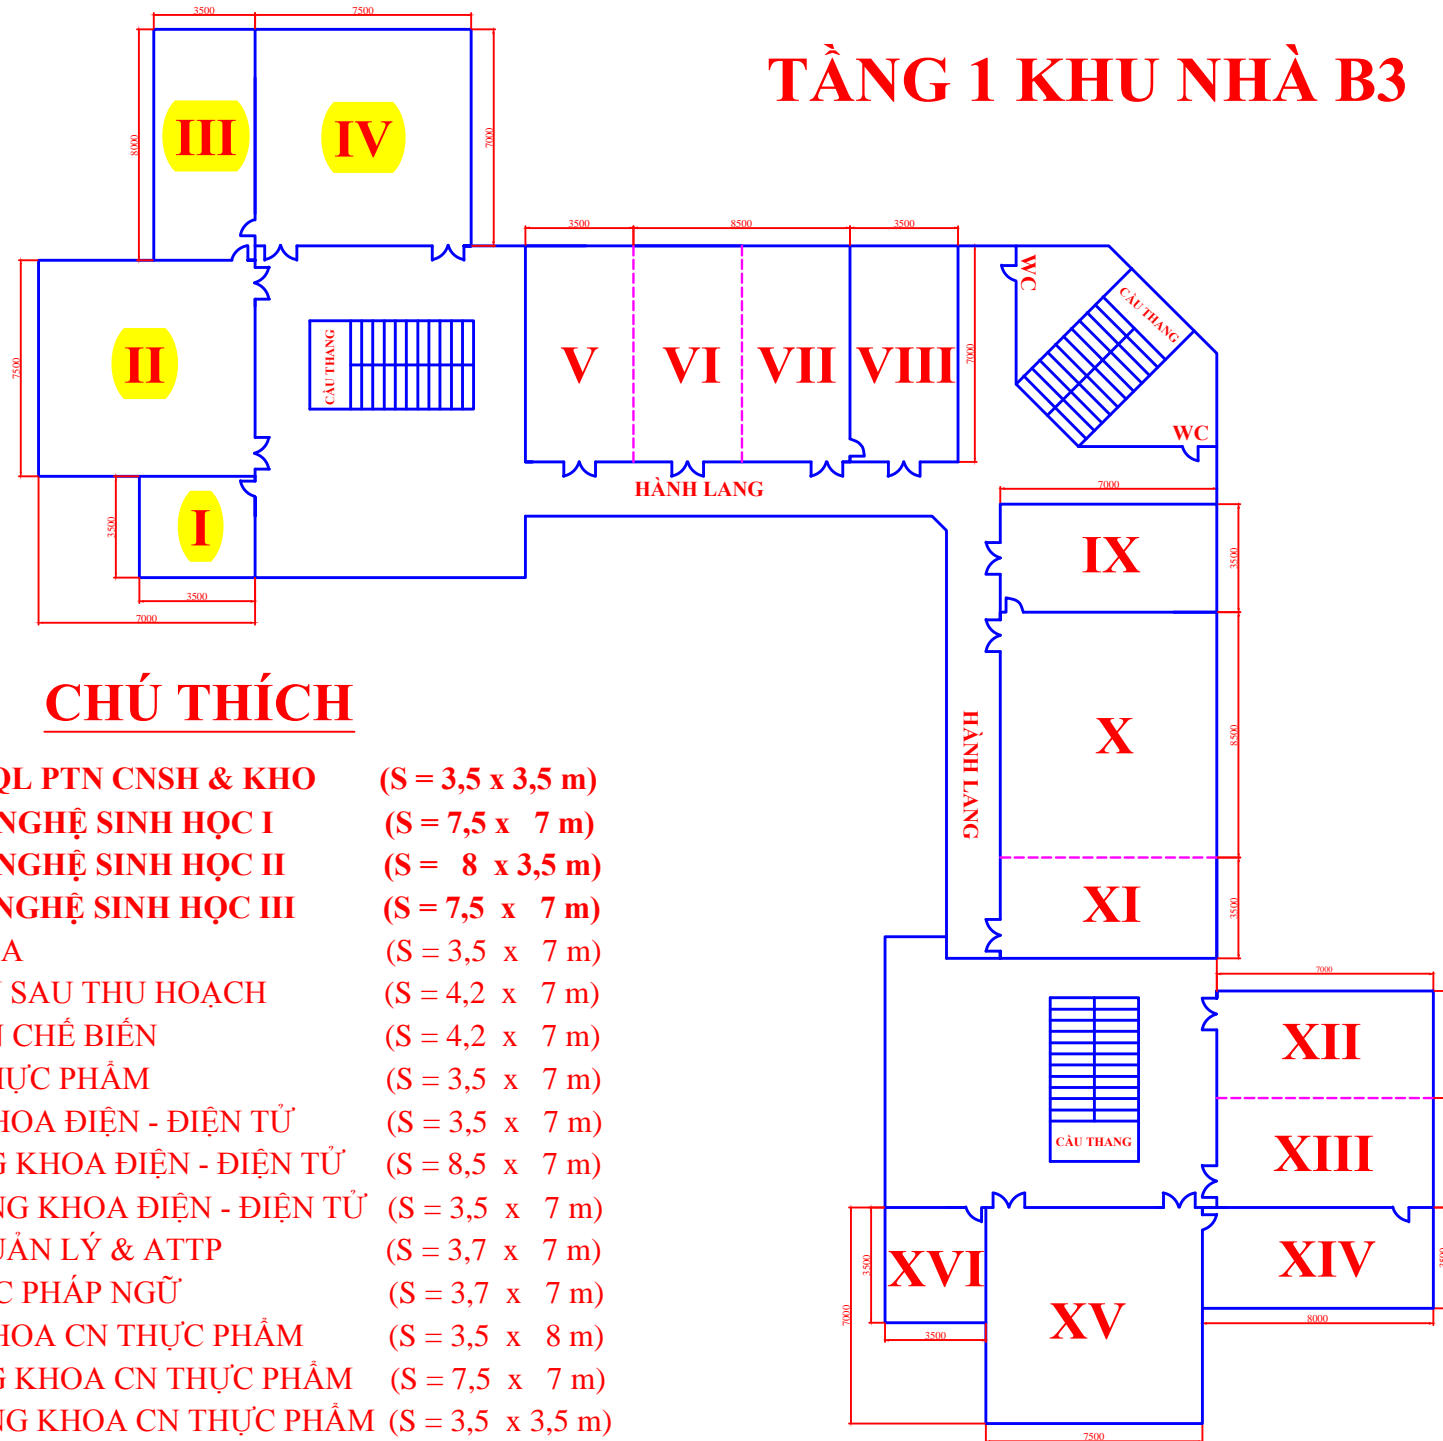 3500
7500
TẦNG 1 KHU NHÀ B3
8000
III
IV
7000
3500
8500
3500
WC
CẦU THANG
7500
II
CẦU THANG
V
VI
VII
VIII
7000
WC
HÀNH LANG
7000
3500
I
IX
3500
3500
7000
CHÚ THÍCH
HÀNH LANG
X
8500
QL PTN CNSH & KHO (S = 3,5 x 3,5 m)
NGHỆ SINH HỌC I (S = 7,5 x 7 m)
NGHỆ SINH HỌC II (S = 8 x 3,5 m)
NGHỆ SINH HỌC III (S = 7,5 x 7 m)
A (S = 3,5 x 7 m)
SAU THU HOẠCH (S = 4,2 x 7 m)
CHẾ BIẾN (S = 4,2 x 7 m)
HỰC PHẨM (S = 3,5 x 7 m)
HOA ĐIỆN - ĐIỆN TỬ (S = 3,5 x 7 m)
G KHOA ĐIỆN - ĐIỆN TỬ (S = 8,5 x 7 m)
NG KHOA ĐIỆN - ĐIỆN TỬ (S = 3,5 x 7 m)
UẢN LÝ & ATTP (S = 3,7 x 7 m)
C PHÁP NGỮ (S = 3,7 x 7 m)
HOA CN THỰC PHẨM (S = 3,5 x 8 m)
G KHOA CN THỰC PHẨM (S = 7,5 x 7 m)
NG KHOA CN THỰC PHẨM (S = 3,5 x 3,5 m)
XI
3500
7000
XII
CẦU THANG
XIII
XVI
3500
XIV
3500
7000
XV
3500
8000
7500